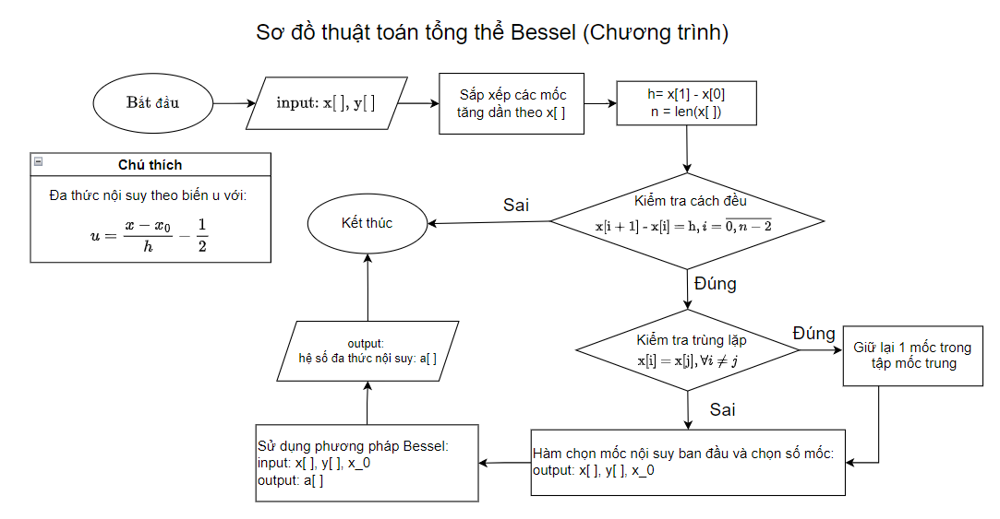 Sơ đồ thuật toán tổng thể Bessel (Chương trình)
Bắt đầu
input: x[ ], y[ ]
Sắp xếp các mốc
tăng dần theo x[ ]
h= x[1] - x[0]
n = len(x[ ])
Chú thích
Đa thức nội suy theo biến u với:
u = \frac{x - x_0}{h} - \frac{1}{2}
Kiểm tra cách đều
x[i + 1] - x[i] = h, i = \overline{0, n - 2}
Sai
Kết thúc
Đúng
Kiểm tra trùng lặp
x[i] = x[j], ∀i ≠ j
Đúng
Giữ lại 1 mốc trong
tập mốc trung
Sai
Hàm chọn mốc nội suy ban đầu và chọn số mốc:
output: x[ ], y[ ], x_0
Sử dụng phương pháp Bessel:
input: x[ ], y[ ], x_0
output: a[ ]
output:
hệ số đa thức nội suy: a[ ]